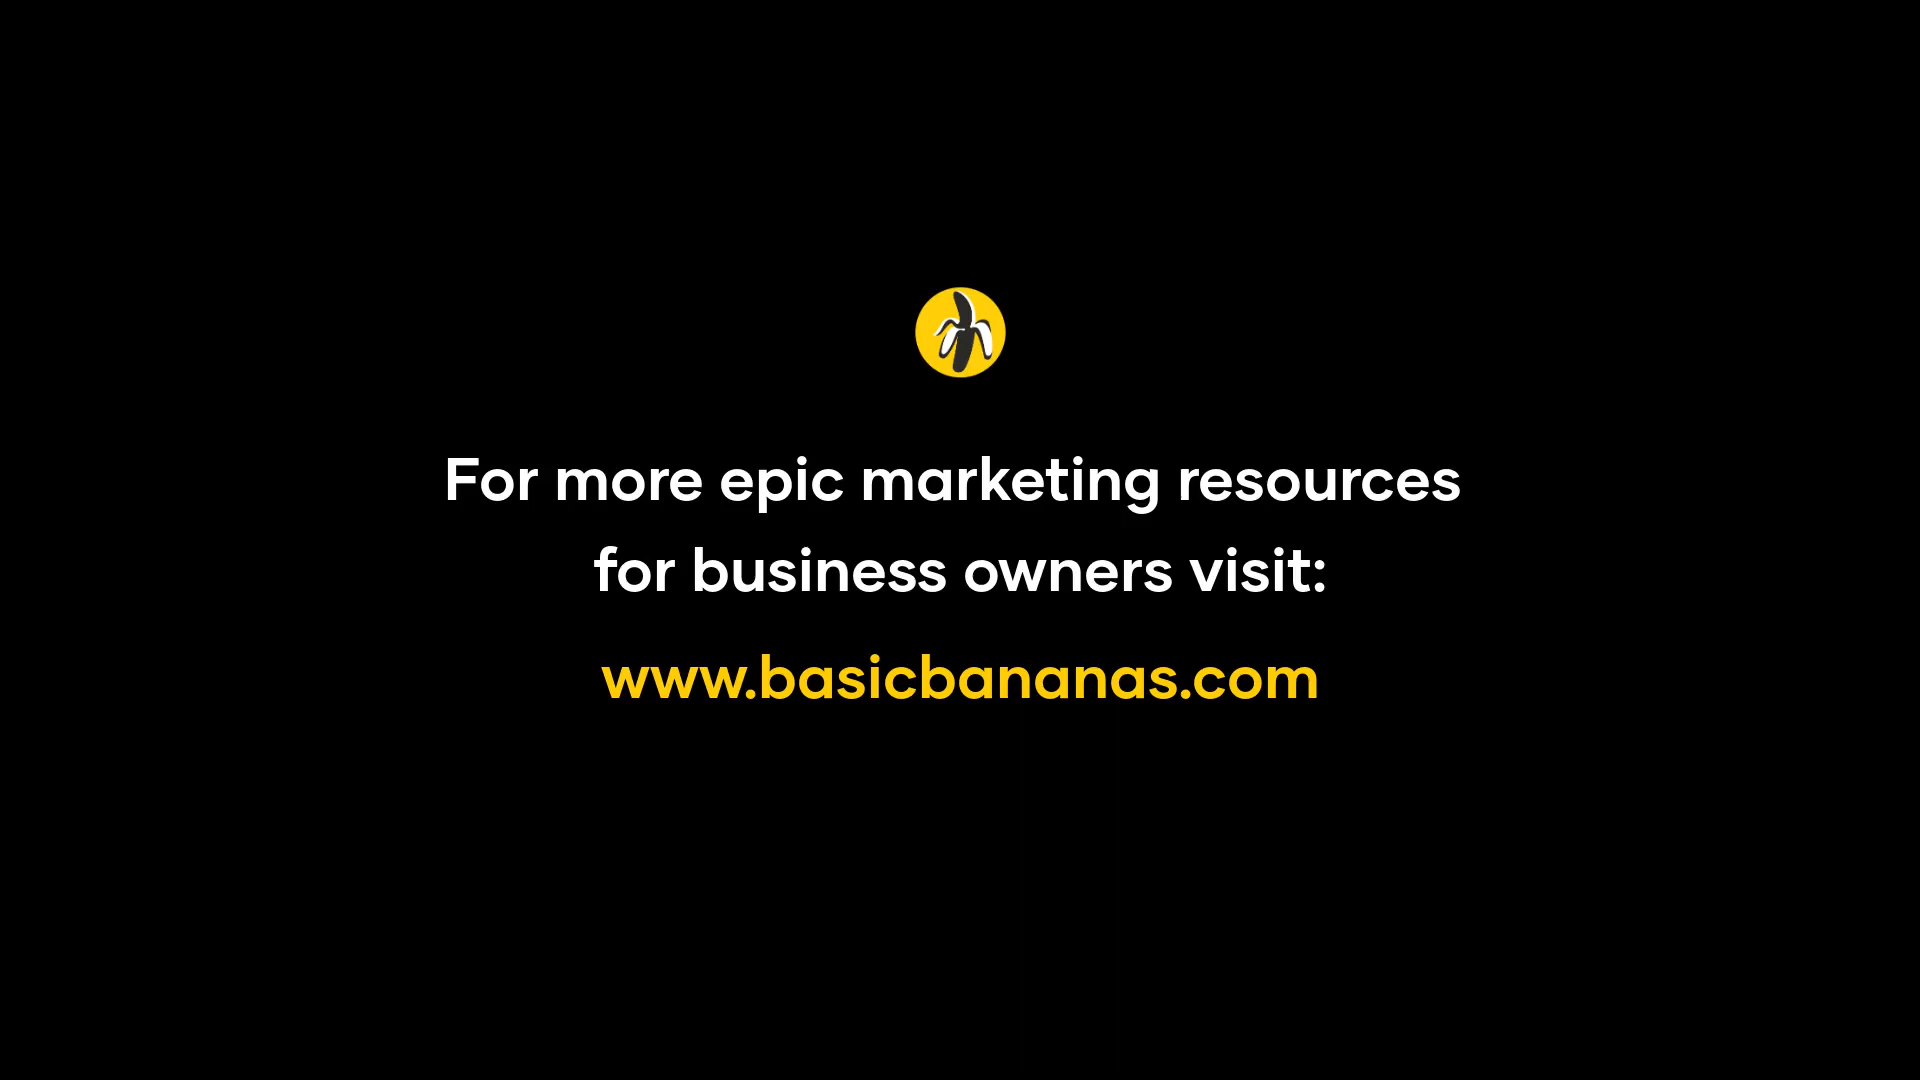 For more epic marketing resources
for business owners visit:
www.basicbananas.com